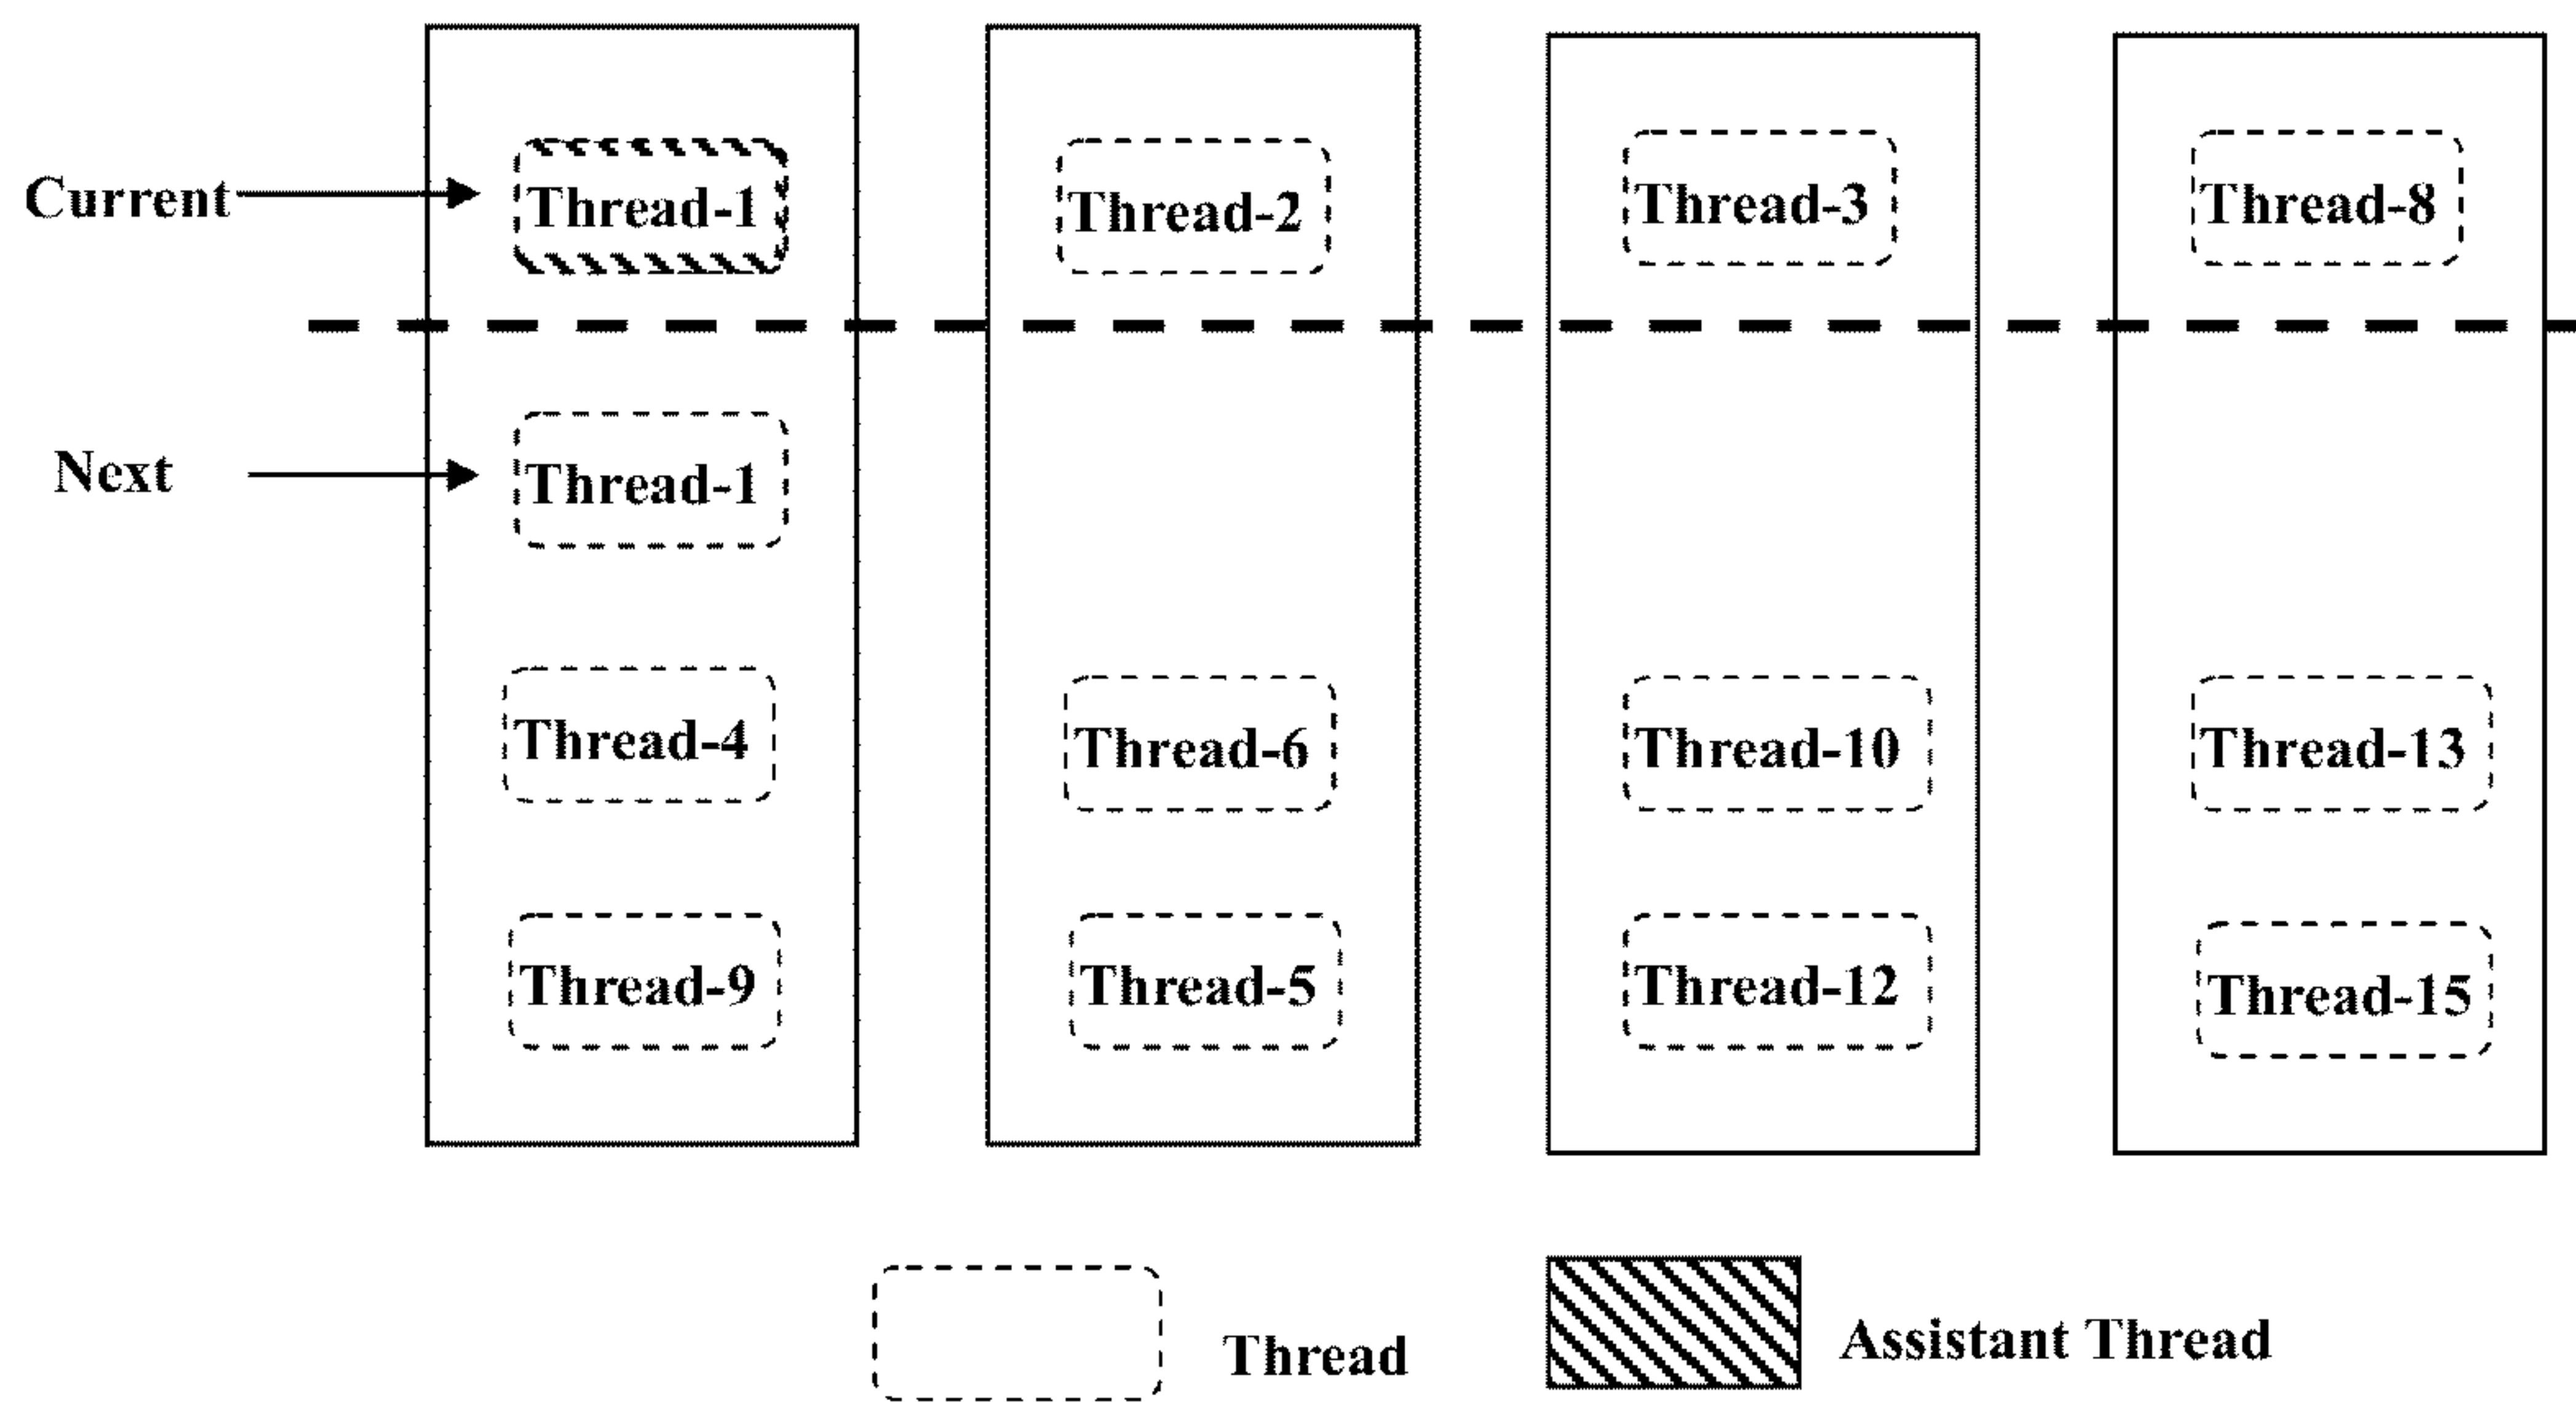 Current Thread-1 Thread-2 Thread-3 Thread-8
Next Thread-1
Thread-4 Thread-6 Thread-10 Thread-13
Thread-9 Thread-5 Thread-12 Thread-15
Thread Assistant Thread